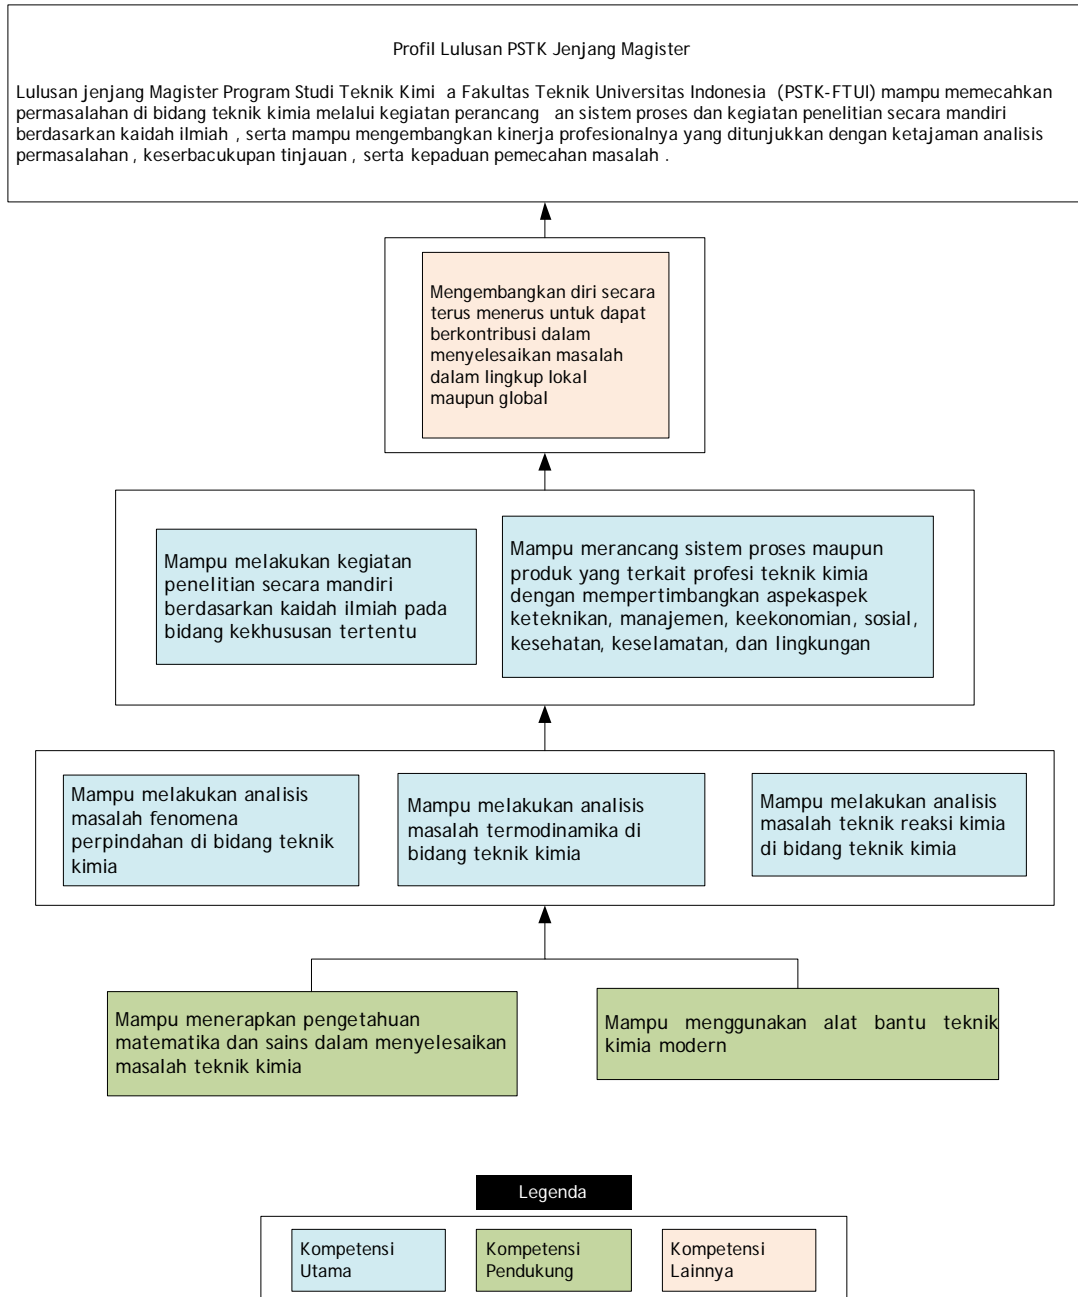 Profil Lulusan PSTK Jenjang Magister
Lulusan jenjang Magister Program Studi Teknik Kimi a Fakultas Teknik Universitas Indonesia (PSTK-FTUI) mampu memecahkan
permasalahan di bidang teknik kimia melalui kegiatan perancang an sistem proses dan kegiatan penelitian secara mandiri
berdasarkan kaidah ilmiah , serta mampu mengembangkan kinerja profesionalnya yang ditunjukkan dengan ketajaman analisis
permasalahan , keserbacukupan tinjauan , serta kepaduan pemecahan masalah .
Mengembangkan diri secara
terus menerus untuk dapat
berkontribusi dalam
menyelesaikan masalah
dalam lingkup lokal
maupun global
Mampu melakukan kegiatan
penelitian secara mandiri
berdasarkan kaidah ilmiah pada
bidang kekhususan tertentu
Mampu merancang sistem proses maupun
produk yang terkait profesi teknik kimia
dengan mempertimbangkan aspekaspek
keteknikan, manajemen, keekonomian, sosial,
kesehatan, keselamatan, dan lingkungan
Mampu melakukan analisis
masalah fenomena
perpindahan di bidang teknik
kimia
Mampu melakukan analisis
masalah termodinamika di
bidang teknik kimia
Mampu melakukan analisis
masalah teknik reaksi kimia
di bidang teknik kimia
Mampu menerapkan pengetahuan
matematika dan sains dalam menyelesaikan
masalah teknik kimia
Mampu menggunakan alat bantu teknik
kimia modern
Legenda
Kompetensi
Utama
Kompetensi
Pendukung
Kompetensi
Lainnya